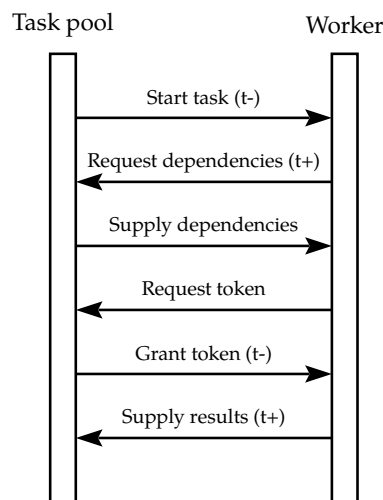 Task pool
Worker
Start task (t-)
Request dependencies (t+)
Supply dependencies
Request token
Grant token (t-)
Supply results (t+)